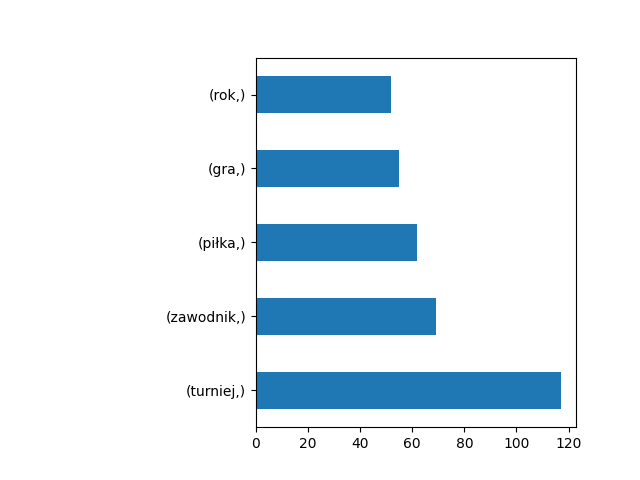 (rok,)
(gra,)
(piłka,)
(zawodnik,)
(turniej,)
0 20 40 60 80 100 120